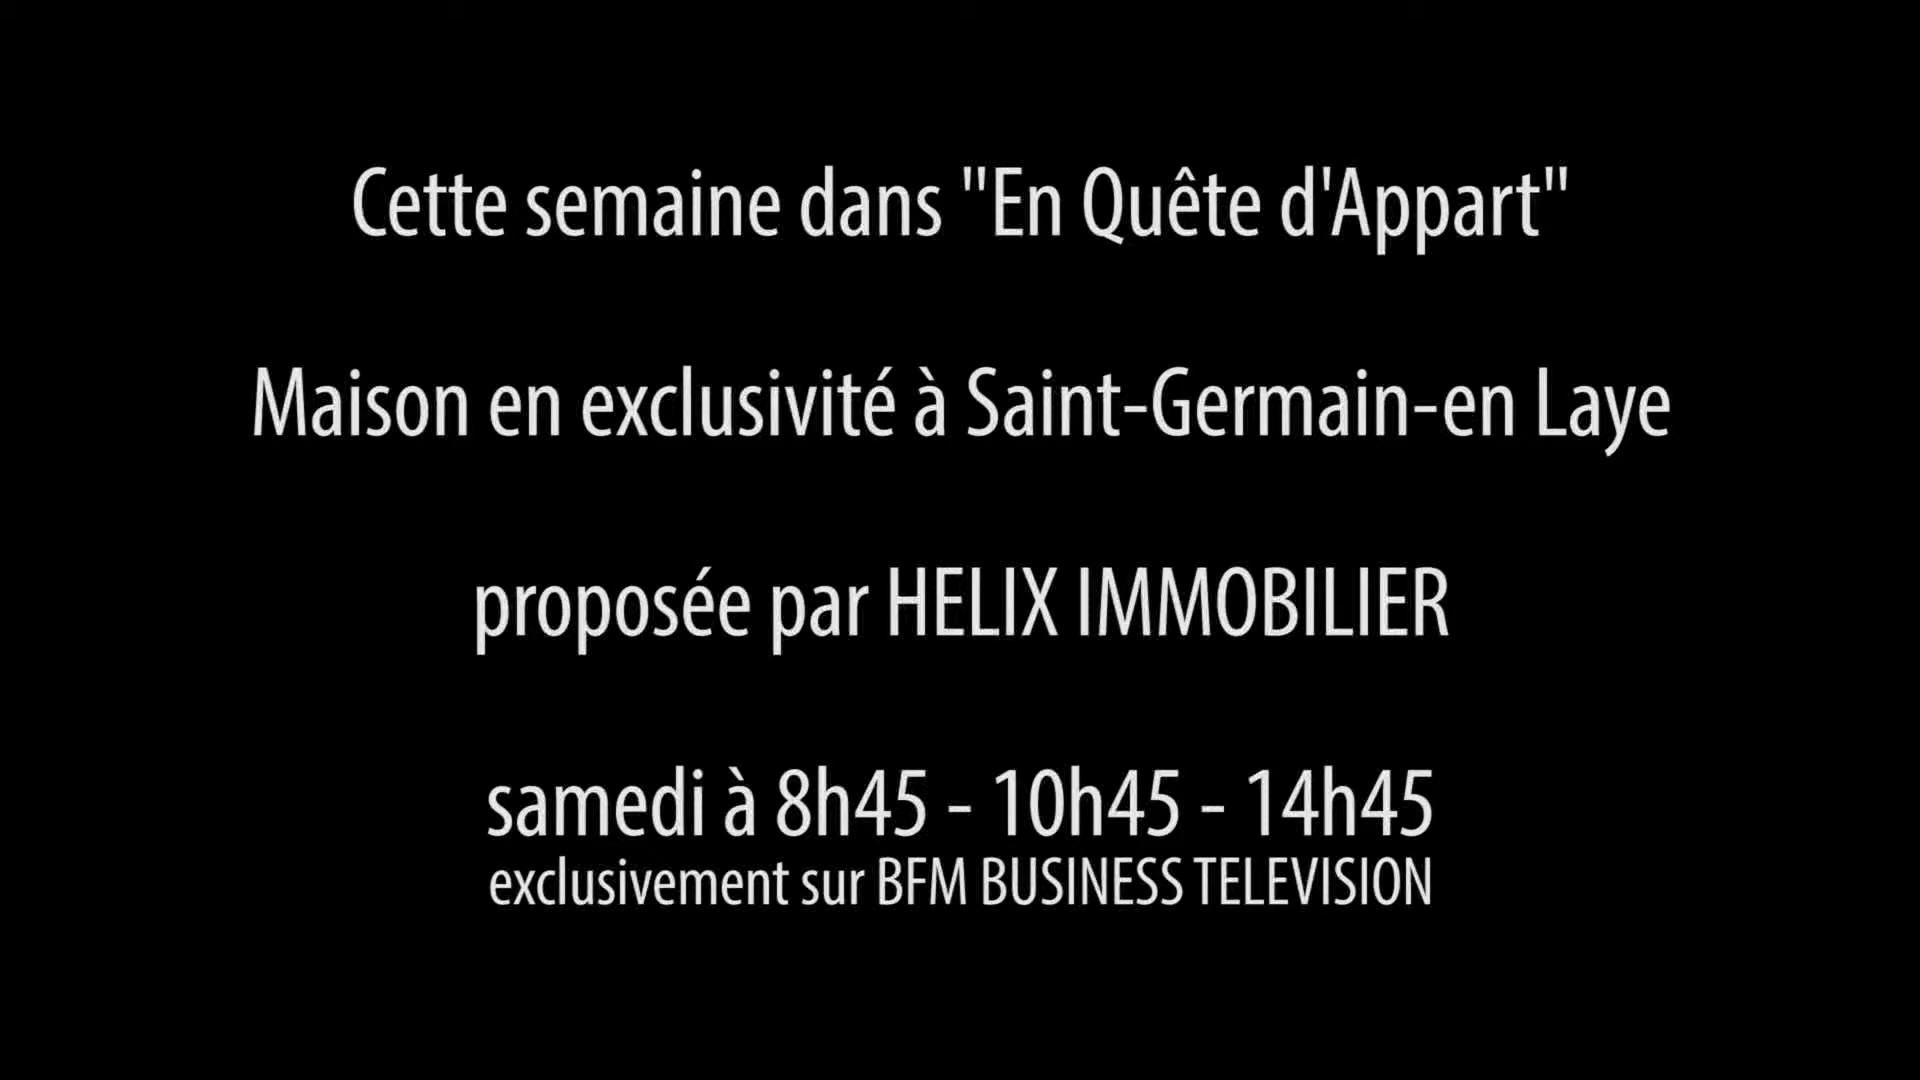 Cette semaine dans "En Quête d'Appart"
Maison en exclusivité à Saint-Germain-en Laye
proposée par HELIX IMMOBILIER
samedi à 8h45 - 10h45 - 14h45
exclusivement sur BFM BUSINESS TELEVISION